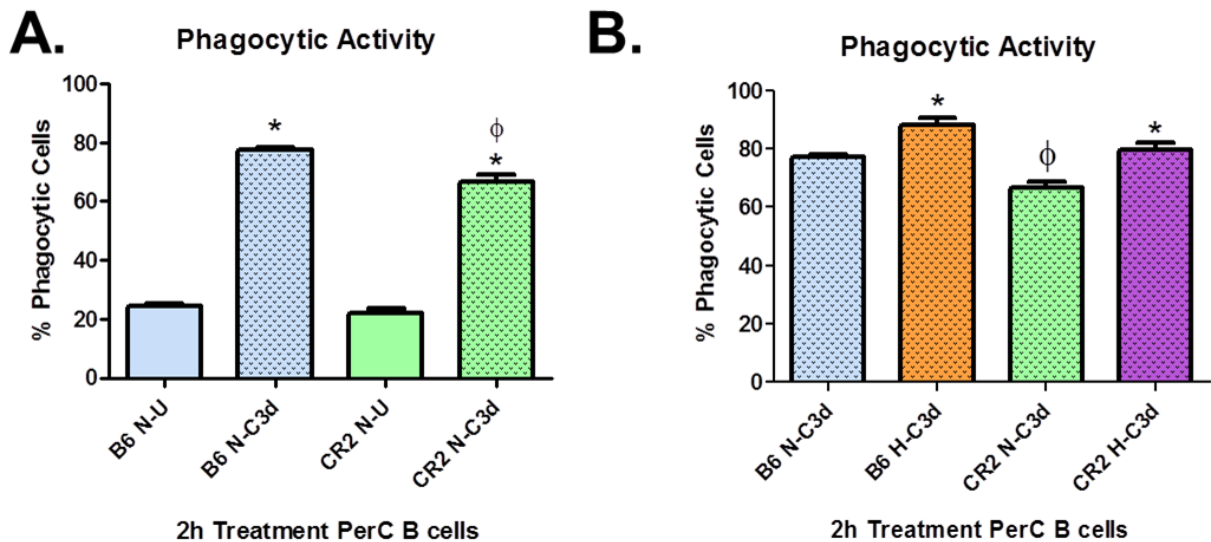 A.
Phagocytic Activity
% Phagocytic Cells
100
80
60
40
20
0
*
ϕ
*
B6 N-U
B6 N-C3d
CR2 N-U
CR2 N-C3d
2h Treatment PerC B cells
B.
Phagocytic Activity
% Phagocytic Cells
100
80
60
40
20
0
*
ϕ
*
B6 N-C3d
B6 H-C3d
CR2 N-C3d
CR2 H-C3d
2h Treatment PerC B cells